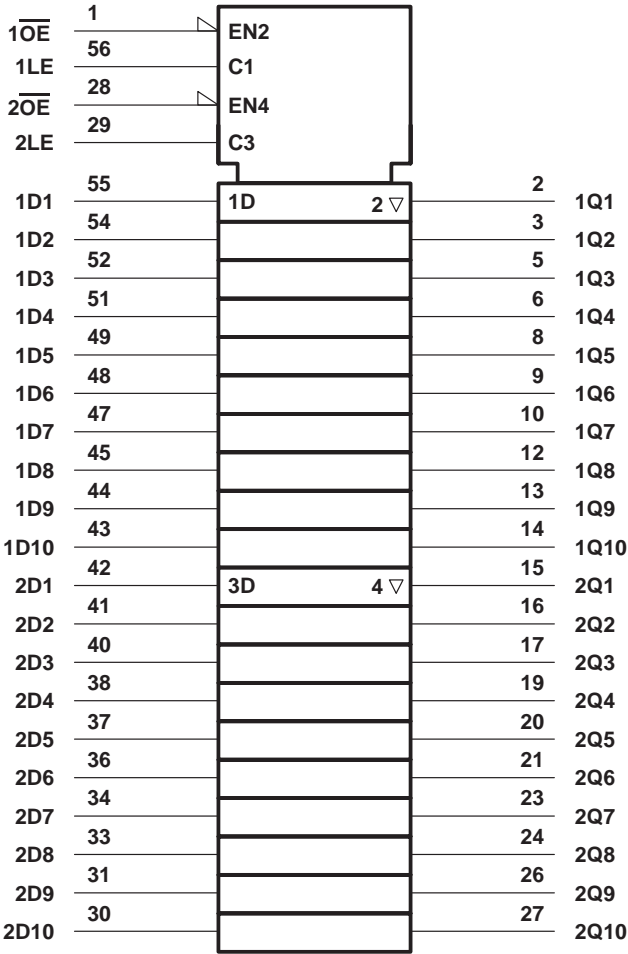 1O̅E̅ 1 EN2
1LE 56 C1
2O̅E̅ 28 EN4
2LE 29 C3
1D1 55 1D 2 ▽ 2 1Q1
1D2 54 3 1Q2
1D3 52 5 1Q3
1D4 51 6 1Q4
1D5 49 8 1Q5
1D6 48 9 1Q6
1D7 47 10 1Q7
1D8 45 12 1Q8
1D9 44 13 1Q9
1D10 43 14 1Q10
2D1 42 3D 4 ▽ 15 2Q1
2D2 41 16 2Q2
2D3 40 17 2Q3
2D4 38 19 2Q4
2D5 37 20 2Q5
2D6 36 21 2Q6
2D7 34 23 2Q7
2D8 33 24 2Q8
2D9 31 26 2Q9
2D10 30 27 2Q10